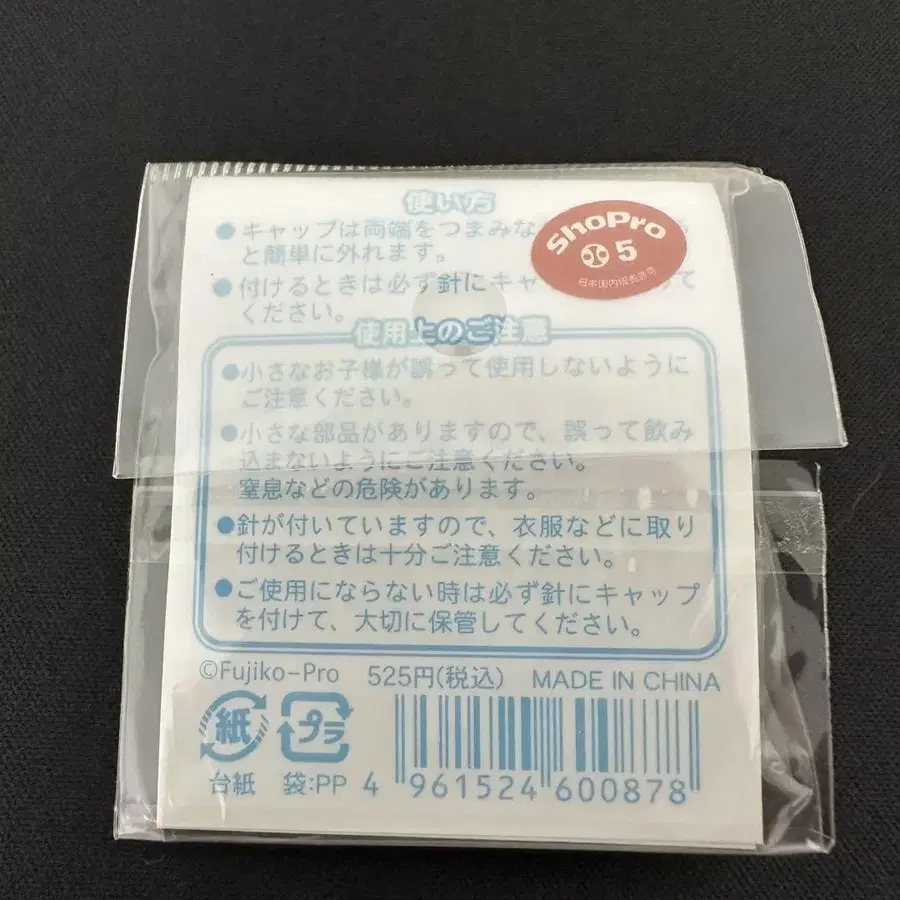 使い方
●キャップは両端をつまみな
と簡単に外れます。
●付けるときは必ず針にキャ
て
ください。
ShoPro
5
日本国内販売許可
使用上のご注意
●小さなお子様が誤って使用しないように
ご注意ください。
●小さな部品がありますので、誤って飲み
込まないようにご注意ください。
窒息などの危険があります。
●針が付いていますので、衣服などに取り
付けるときは十分ご注意ください。
●ご使用にならない時は必ず針にキャップ
を付けて、大切に保管してください。
©Fujiko-Pro 525円(税込) MADE IN CHINA
紙 プラ
台紙 袋:PP 4 961524 600878